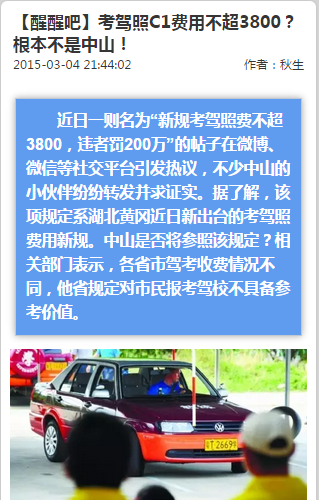 【醒醒吧】考驾照C1费用不超3800？
根本不是中山！
2015-03-04 21:44:02 作者：秋生
近日一则名为“新规考驾照费不超
3800，违者罚200万”的帖子在微博、
微信等社交平台引发热议，不少中山的
小伙伴纷纷转发并求证实。据了解，该
项规定系湖北黄冈近日新出台的考驾照
费用新规。中山是否将参照该规定？相
关部门表示，各省市驾考收费情况不
同，他省规定对市民报考驾校不具备参
考价值。